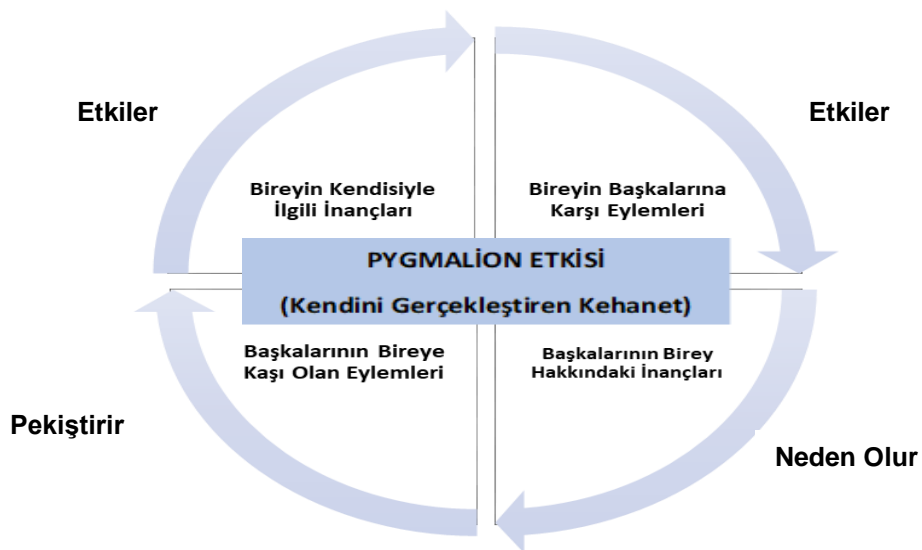 Etkiler
Etkiler
Bireyin Kendisiyle
İlgili İnançları
Bireyin Başkalarına
Karşı Eylemleri
PYGMALİON ETKİSİ
(Kendini Gerçekleştiren Kehanet)
Başkalarının Bireye
Kaşı Olan Eylemleri
Başkalarının Birey
Hakkındaki İnançları
Pekiştirir
Neden Olur